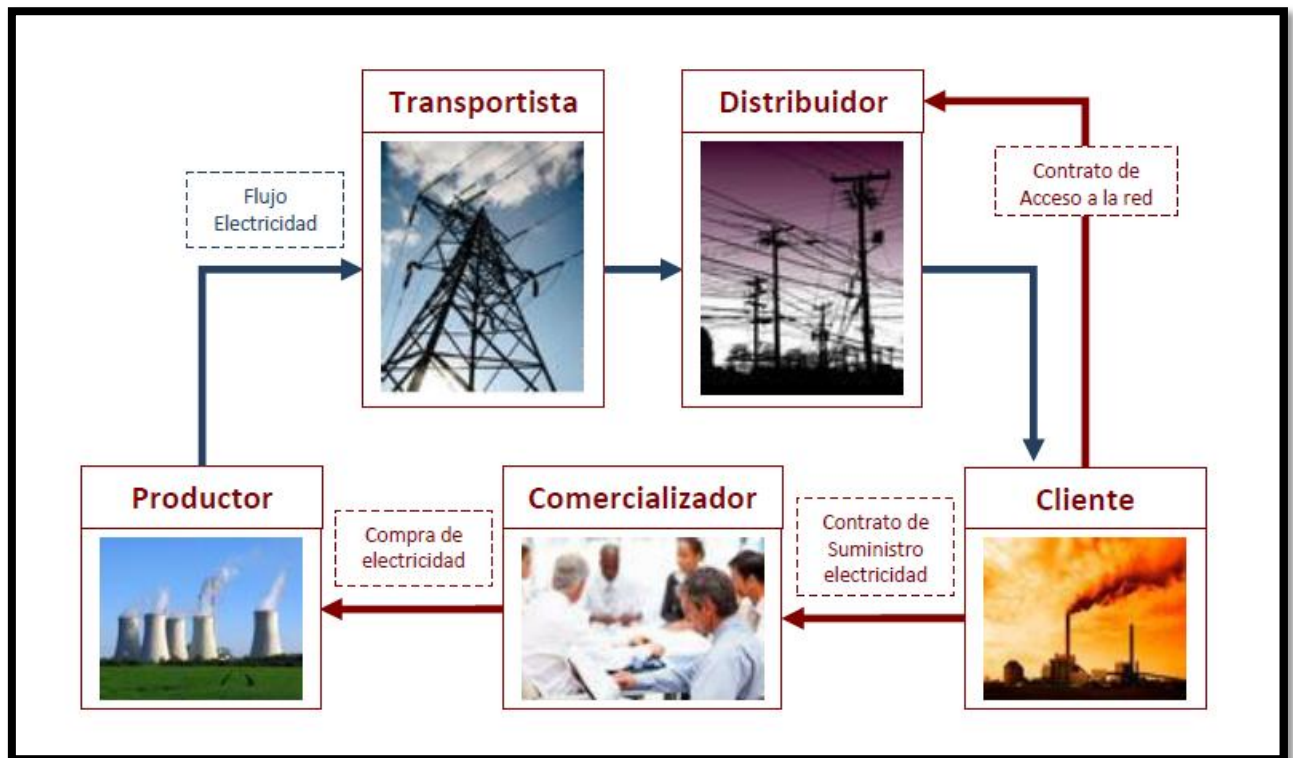 Transportista
Distribuidor
Flujo
Electricidad
Contrato de
Acceso a la red
Productor
Comercializador
Cliente
Compra de
electricidad
Contrato de
Suministro
electricidad